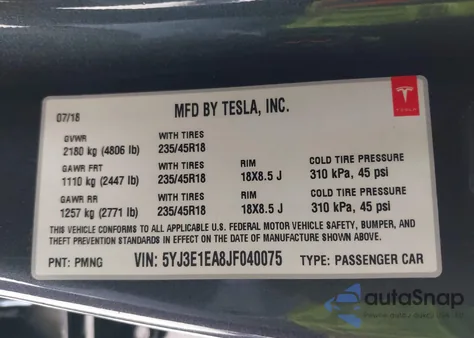 07/18
MFD BY TESLA, INC.
TESLA
GVWR WITH TIRES
2180 kg (4806 lb) 235/45R18
GAWR FRT WITH TIRES RIM COLD TIRE PRESSURE
1110 kg (2447 lb) 235/45R18 18X8.5 J 310 kPa, 45 psi
GAWR RR WITH TIRES RIM COLD TIRE PRESSURE
1257 kg (2771 lb) 235/45R18 18X8.5 J 310 kPa, 45 psi
THIS VEHICLE CONFORMS TO ALL APPLICABLE U.S. FEDERAL MOTOR VEHICLE SAFETY, BUMPER, AND
THEFT PREVENTION STANDARDS IN EFFECT ON THE DATE OF MANUFACTURE SHOWN ABOVE.
PNT: PMNG VIN: 5YJ3E1EA8JF040075 TYPE: PASSENGER CAR
autoSnap